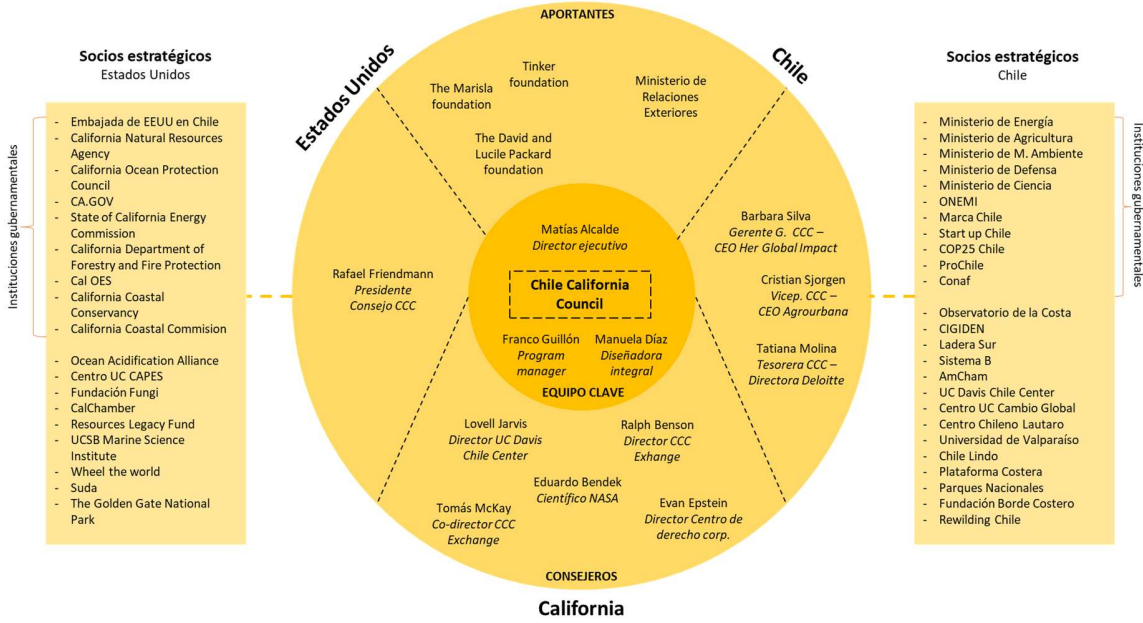 Socios estratégicos
Estados Unidos
Instituciones gubernamentales
- Embajada de EEUU en Chile
- California Natural Resources
Agency
- California Ocean Protection
Council
- CA.GOV
- State of California Energy
Commission
- California Department of
Forestry and Fire Protection
- Cal OES
- California Coastal
Conservancy
- California Coastal Commision
- Ocean Acidification Alliance
- Centro UC CAPES
- Fundación Fungi
- CalChamber
- Resources Legacy Fund
- UCSB Marine Science
Institute
- Wheel the world
- Suda
- The Golden Gate National
Park
APORTANTES
Estados Unidos
Chile
Tinker
foundation
The Marisla
foundation
The David and
Lucile Packard
foundation
Ministerio de
Relaciones
Exteriores
Rafael Friendmann
Presidente
Consejo CCC
Matías Alcalde
Director ejecutivo
Chile California
Council
Franco Guillón
Program
manager
Manuela Díaz
Diseñadora
integral
EQUIPO CLAVE
Barbara Silva
Gerente G. CCC –
CEO Her Global Impact
Cristian Sjorgen
Vicep. CCC –
CEO Agrourbana
Tatiana Molina
Tesorera CCC –
Directora Deloitte
Lovell Jarvis
Director UC Davis
Chile Center
Ralph Benson
Director CCC
Exhange
Eduardo Bendek
Científico NASA
Tomás McKay
Co-director CCC
Exchange
Evan Epstein
Director Centro de
derecho corp.
CONSEJEROS
California
Socios estratégicos
Chile
- Ministerio de Energía
- Ministerio de Agricultura
- Ministerio de M. Ambiente
- Ministerio de Defensa
- Ministerio de Ciencia
- ONEMI
- Marca Chile
- Start up Chile
- COP25 Chile
- ProChile
- Conaf
- Observatorio de la Costa
- CIGIDEN
- Ladera Sur
- Sistema B
- AmCham
- UC Davis Chile Center
- Centro UC Cambio Global
- Centro Chileno Lautaro
- Universidad de Valparaíso
- Chile Lindo
- Plataforma Costera
- Parques Nacionales
- Fundación Borde Costero
- Rewilding Chile
Instituciones gubernamentales